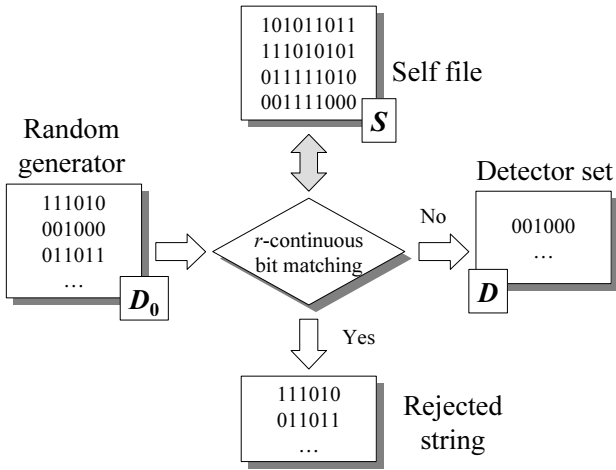 101011011
111010101
011111010
001111000
S
Self file
Random
generator
111010
001000
011011
...
D₀
r-continuous
bit matching
No
Detector set
001000
...
D
Yes
111010
011011
...
Rejected
string